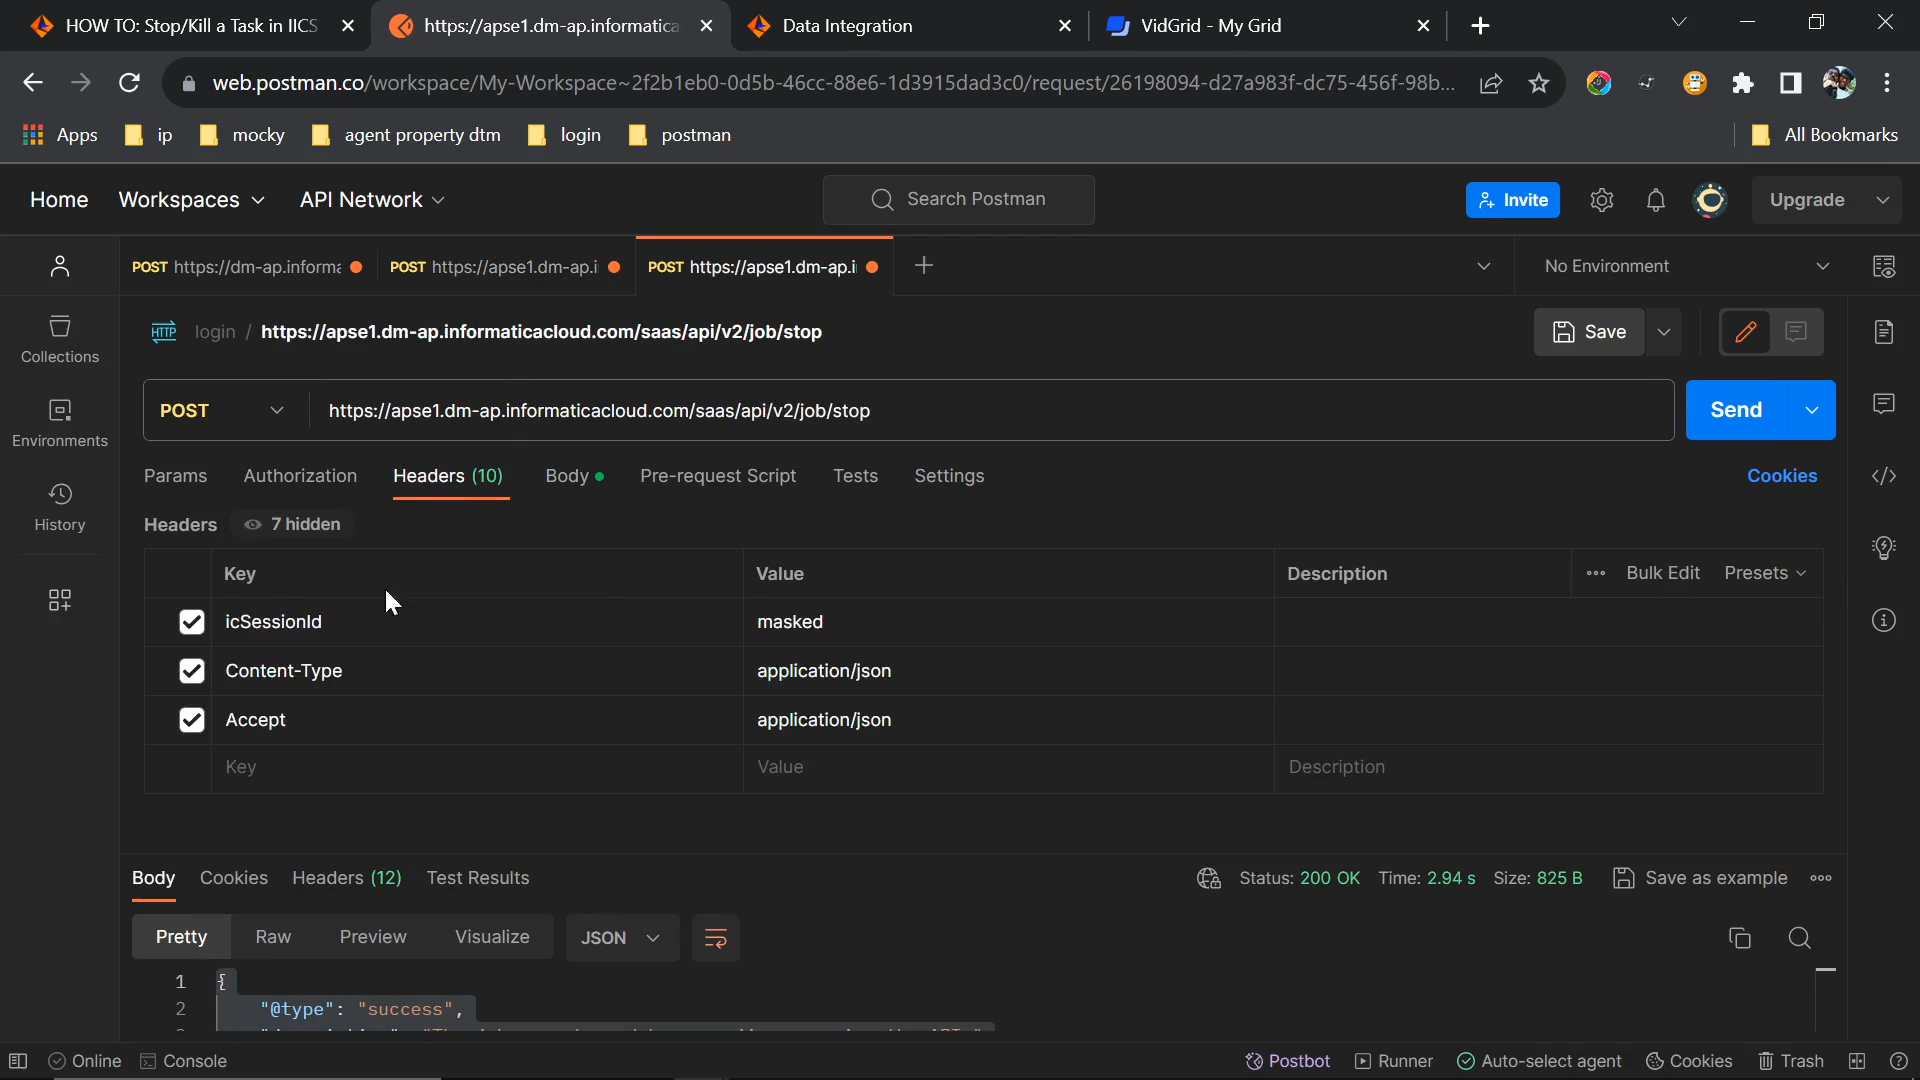 HOW TO: Stop/Kill a Task in IICS
https://apse1.dm-ap.informatica
Data Integration
VidGrid - My Grid
web.postman.co/workspace/My-Workspace~2f2b1eb0-0d5b-46cc-88e6-1d3915dad3c0/request/26198094-d27a983f-dc75-456f-98b...
Apps ip mocky agent property dtm login postman All Bookmarks
Home Workspaces API Network Search Postman Invite Upgrade
POST https://dm-ap.informa POST https://apse1.dm-ap.i POST https://apse1.dm-ap.i No Environment
HTTP login / https://apse1.dm-ap.informaticacloud.com/saas/api/v2/job/stop Save
Collections
POST https://apse1.dm-ap.informaticacloud.com/saas/api/v2/job/stop Send
Environments
Params Authorization Headers (10) Body Pre-request Script Tests Settings Cookies
History
Headers 7 hidden
Key Value Description Bulk Edit Presets
icSessionId masked
Content-Type application/json
Accept application/json
Key Value Description
Body Cookies Headers (12) Test Results Status: 200 OK Time: 2.94 s Size: 825 B Save as example
Pretty Raw Preview Visualize JSON
1 {
2 "@type": "success",
Online Console Postbot Runner Auto-select agent Cookies Trash